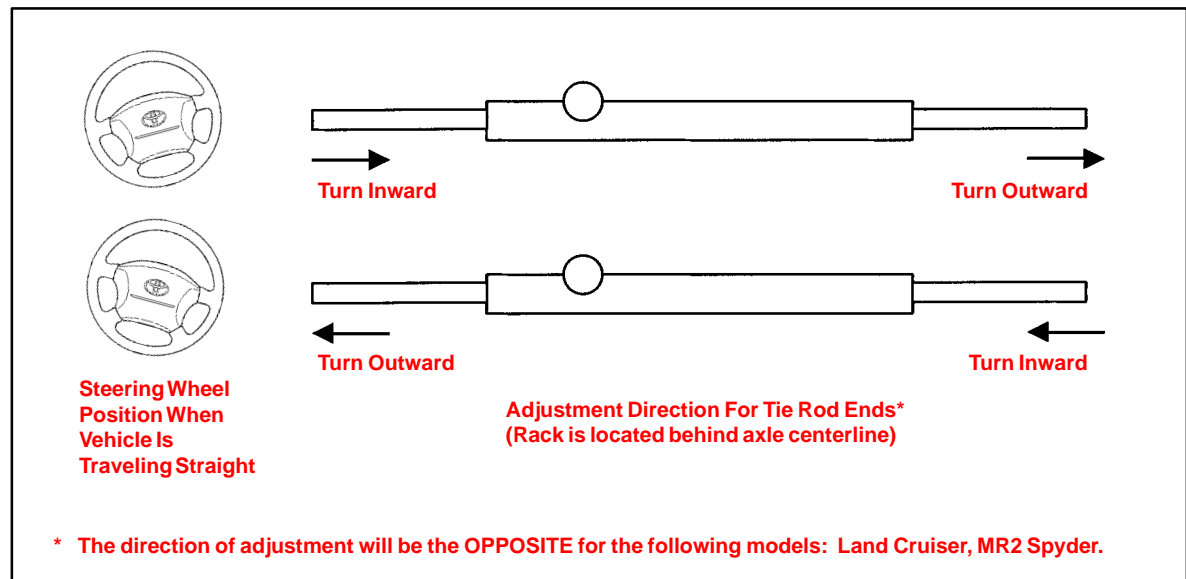 Turn Inward
Turn Outward
Turn Outward
Turn Inward
Steering Wheel
Position When
Vehicle Is
Traveling Straight
Adjustment Direction For Tie Rod Ends*
(Rack is located behind axle centerline)
* The direction of adjustment will be the OPPOSITE for the following models: Land Cruiser, MR2 Spyder.